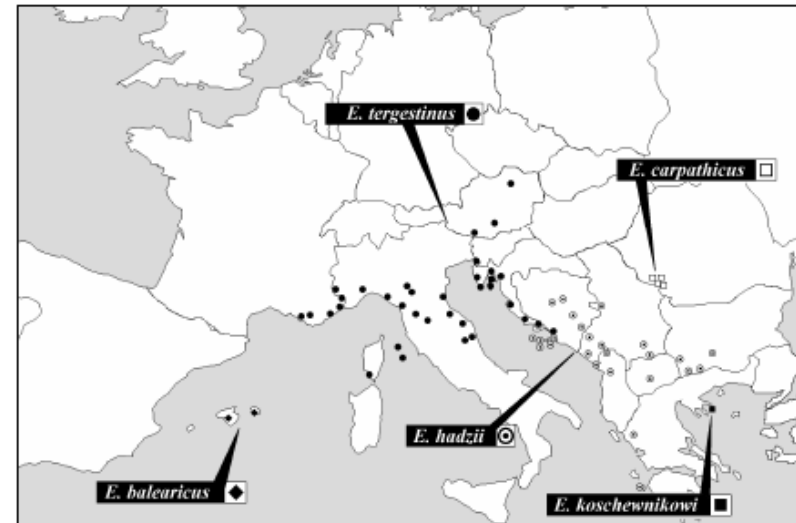 E. tergestinus
E. carpathicus
E. hadzii
E. balearicus
E. koschewnikowi